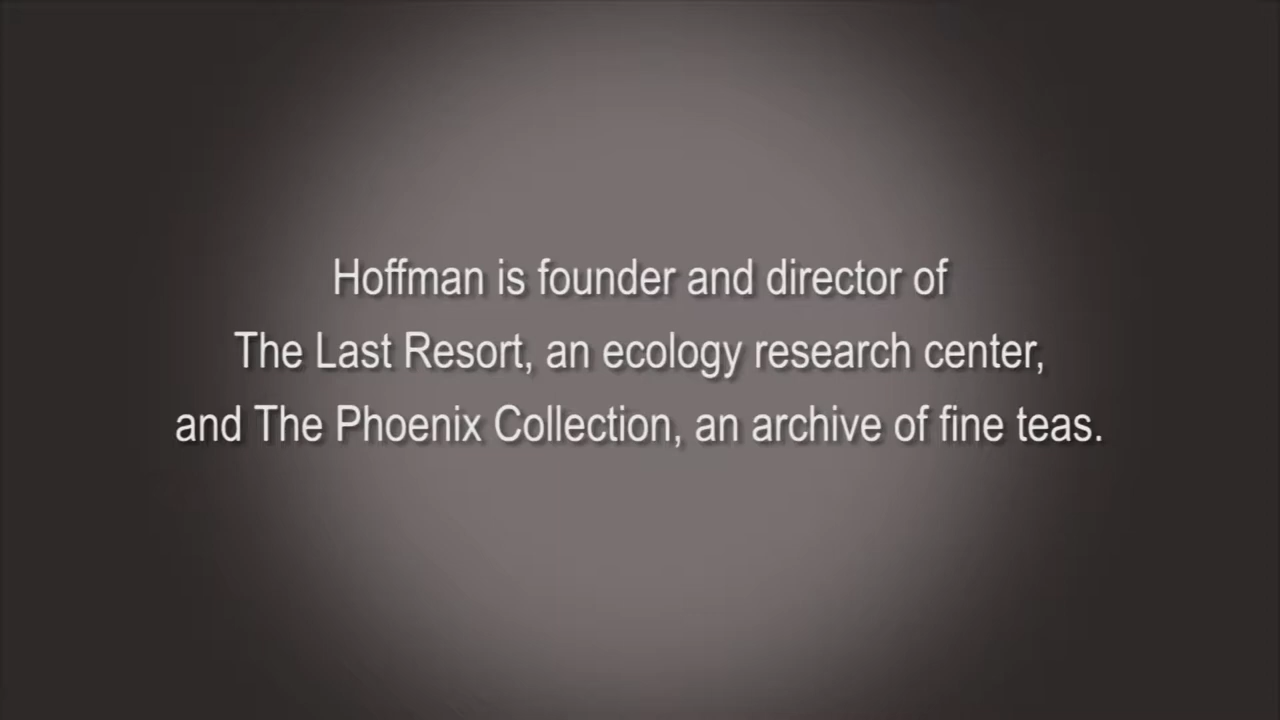 Hoffman is founder and director of
The Last Resort, an ecology research center,
and The Phoenix Collection, an archive of fine teas.